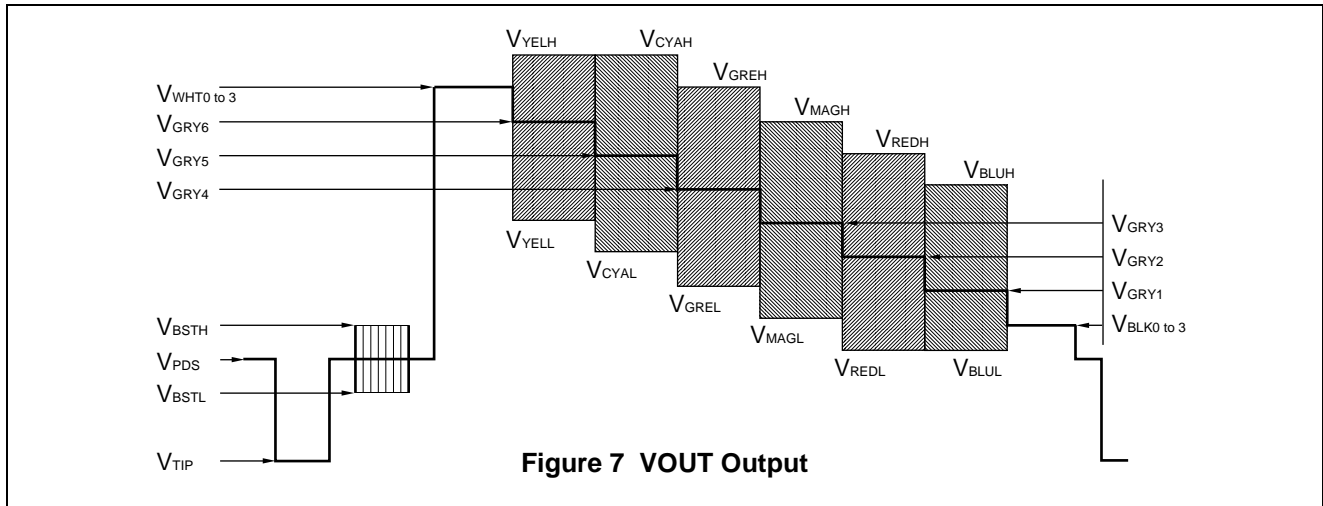 VYELH
VCYAH
VGREH
VMAGH
VREDH
VBLUH
VWHT0 to 3
VGRY6
VGRY5
VGRY4
VGRY3
VGRY2
VGRY1
VBLK0 to 3
VYELL
VCYAL
VGREL
VMAGL
VREDL
VBLUL
VBSTH
VPDS
VBSTL
VTIP
Figure 7 VOUT Output